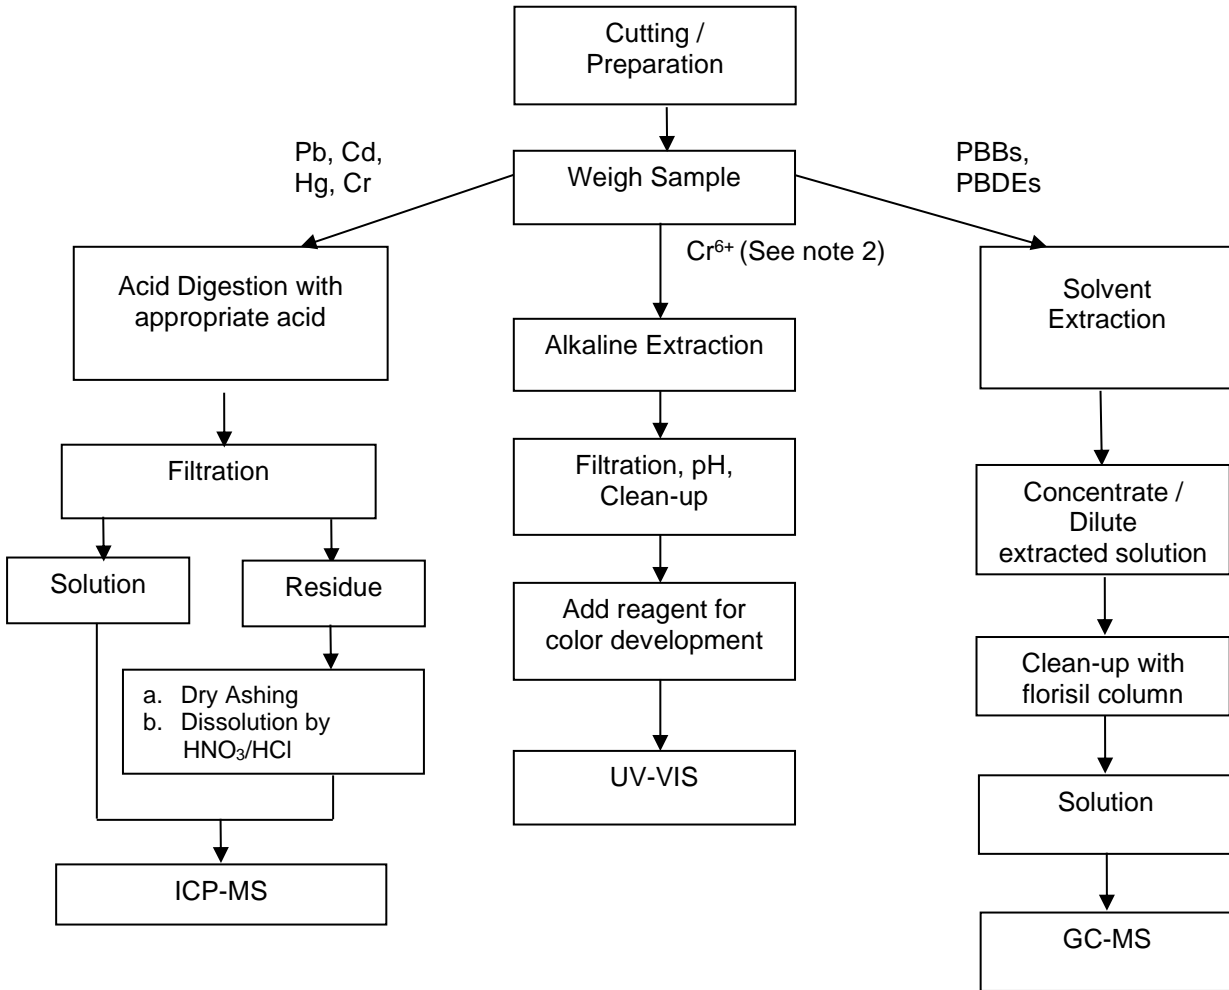 Cutting /
Preparation
Pb, Cd,
Hg, Cr
Weigh Sample
PBBs,
PBDEs
Cr⁶⁺ (See note 2)
Acid Digestion with
appropriate acid
Alkaline Extraction
Solvent
Extraction
Filtration
Filtration, pH,
Clean-up
Concentrate /
Dilute
extracted solution
Solution
Residue
Add reagent for
color development
Clean-up with
florisil column
a. Dry Ashing
b. Dissolution by
HNO₃/HCl
UV-VIS
Solution
ICP-MS
GC-MS